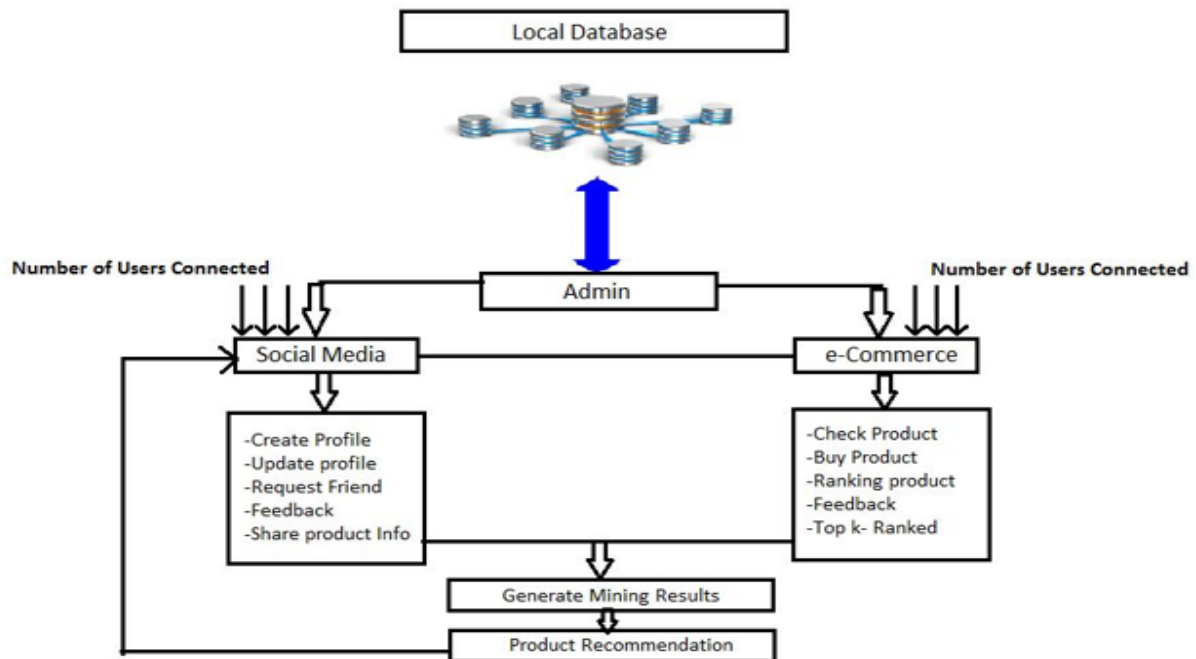 Local Database
Number of Users Connected
Number of Users Connected
Admin
Social Media
e-Commerce
-Create Profile
-Update profile
-Request Friend
-Feedback
-Share product Info
-Check Product
-Buy Product
-Ranking product
-Feedback
-Top k- Ranked
Generate Mining Results
Product Recommendation